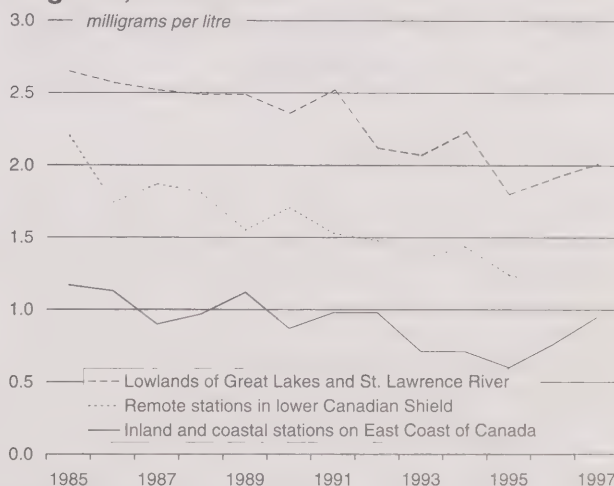 3.0
milligrams per litre
2.5
2.0
1.5
1.0
0.5
0.0
Lowlands of Great Lakes and St. Lawrence River
Remote stations in lower Canadian Shield
Inland and coastal stations on East Coast of Canada
1985 1987 1989 1991 1993 1995 1997